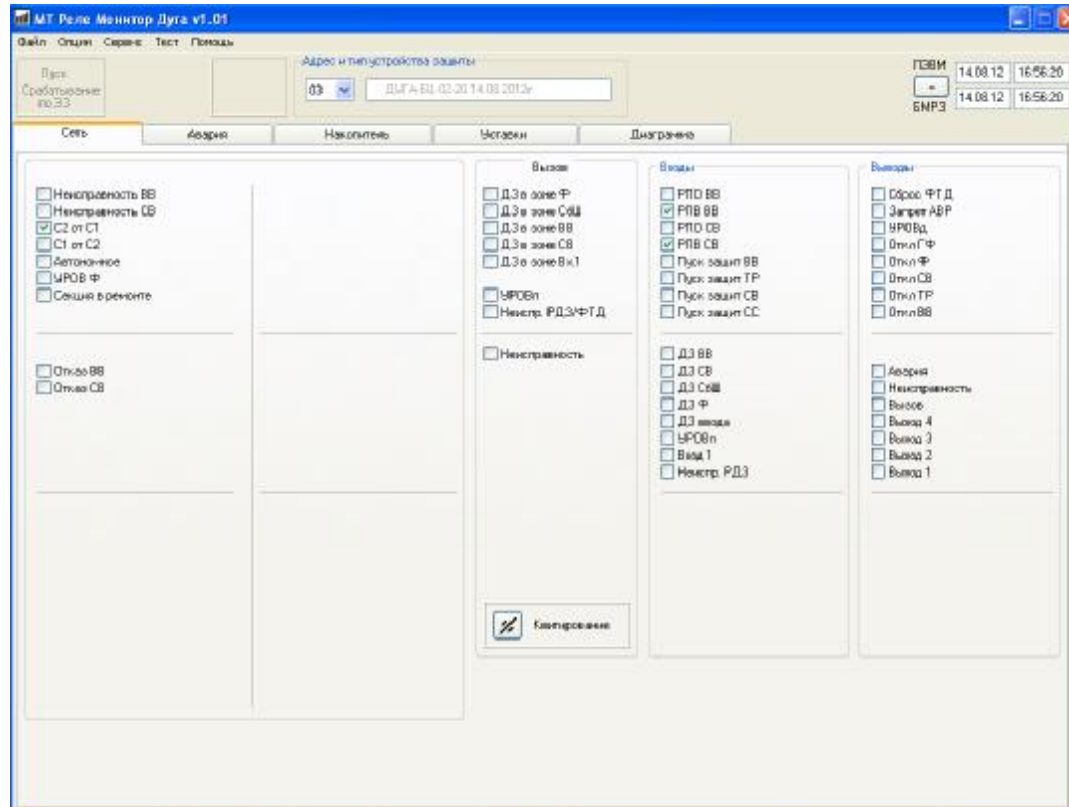 МТ Реле Монитор Дуга v1.01
Файл Опции Сервис Тест Помощь
Пуск
Срабатывание
по ЭЗ
Адрес и тип устройства защиты
03
ДУГА-БЦ-02-20 14.08.2012г
ПЭВМ
14.08.12 16:56:20
=
БМРЗ
14.08.12 16:56:20
Сеть
Авария
Накопитель
Уставки
Диаграмма
Неисправность ВВ
Неисправность СВ
С2 от С1
С1 от С2
Автономное
УРОВ Ф
Секция в ремонте
Отказ ВВ
Отказ СВ
Вызов
ДЗ в зоне Ф
ДЗ в зоне СбШ
ДЗ в зоне ВВ
ДЗ в зоне СВ
ДЗ в зоне Вх.1
УРОВп
Неиспр. РДЗ/ФТД
Неисправность
Квитирование
Входы
РПО ВВ
РПВ ВВ
РПО СВ
РПВ СВ
Пуск защит ВВ
Пуск защит ТР
Пуск защит СВ
Пуск защит СС
ДЗ ВВ
ДЗ СВ
ДЗ СбШ
ДЗ Ф
ДЗ ввода
УРОВп
Вход 1
Неиспр. РДЗ
Выходы
Сброс ФТД
Запрет АВР
УРОВд
Откл ГФ
Откл Ф
Откл СВ
Откл ТР
Откл ВВ
Авария
Неисправность
Вызов
Выход 4
Выход 3
Выход 2
Выход 1